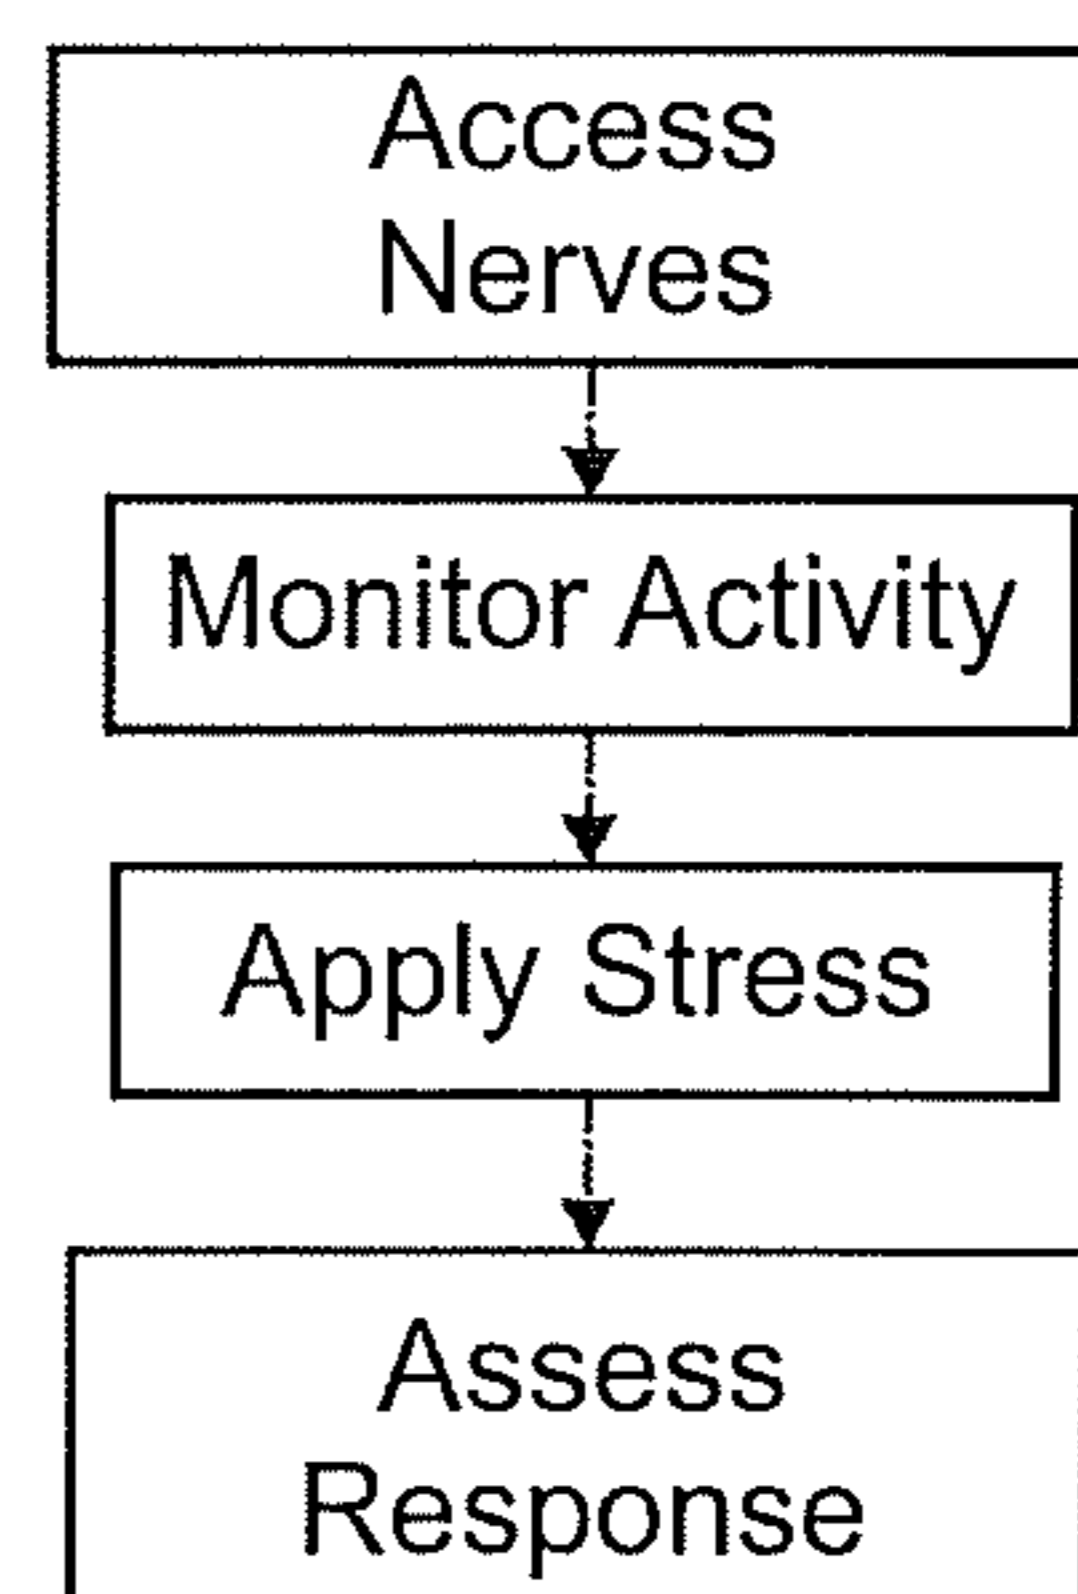 Access
Nerves
Monitor Activity
Apply Stress
Assess
Response